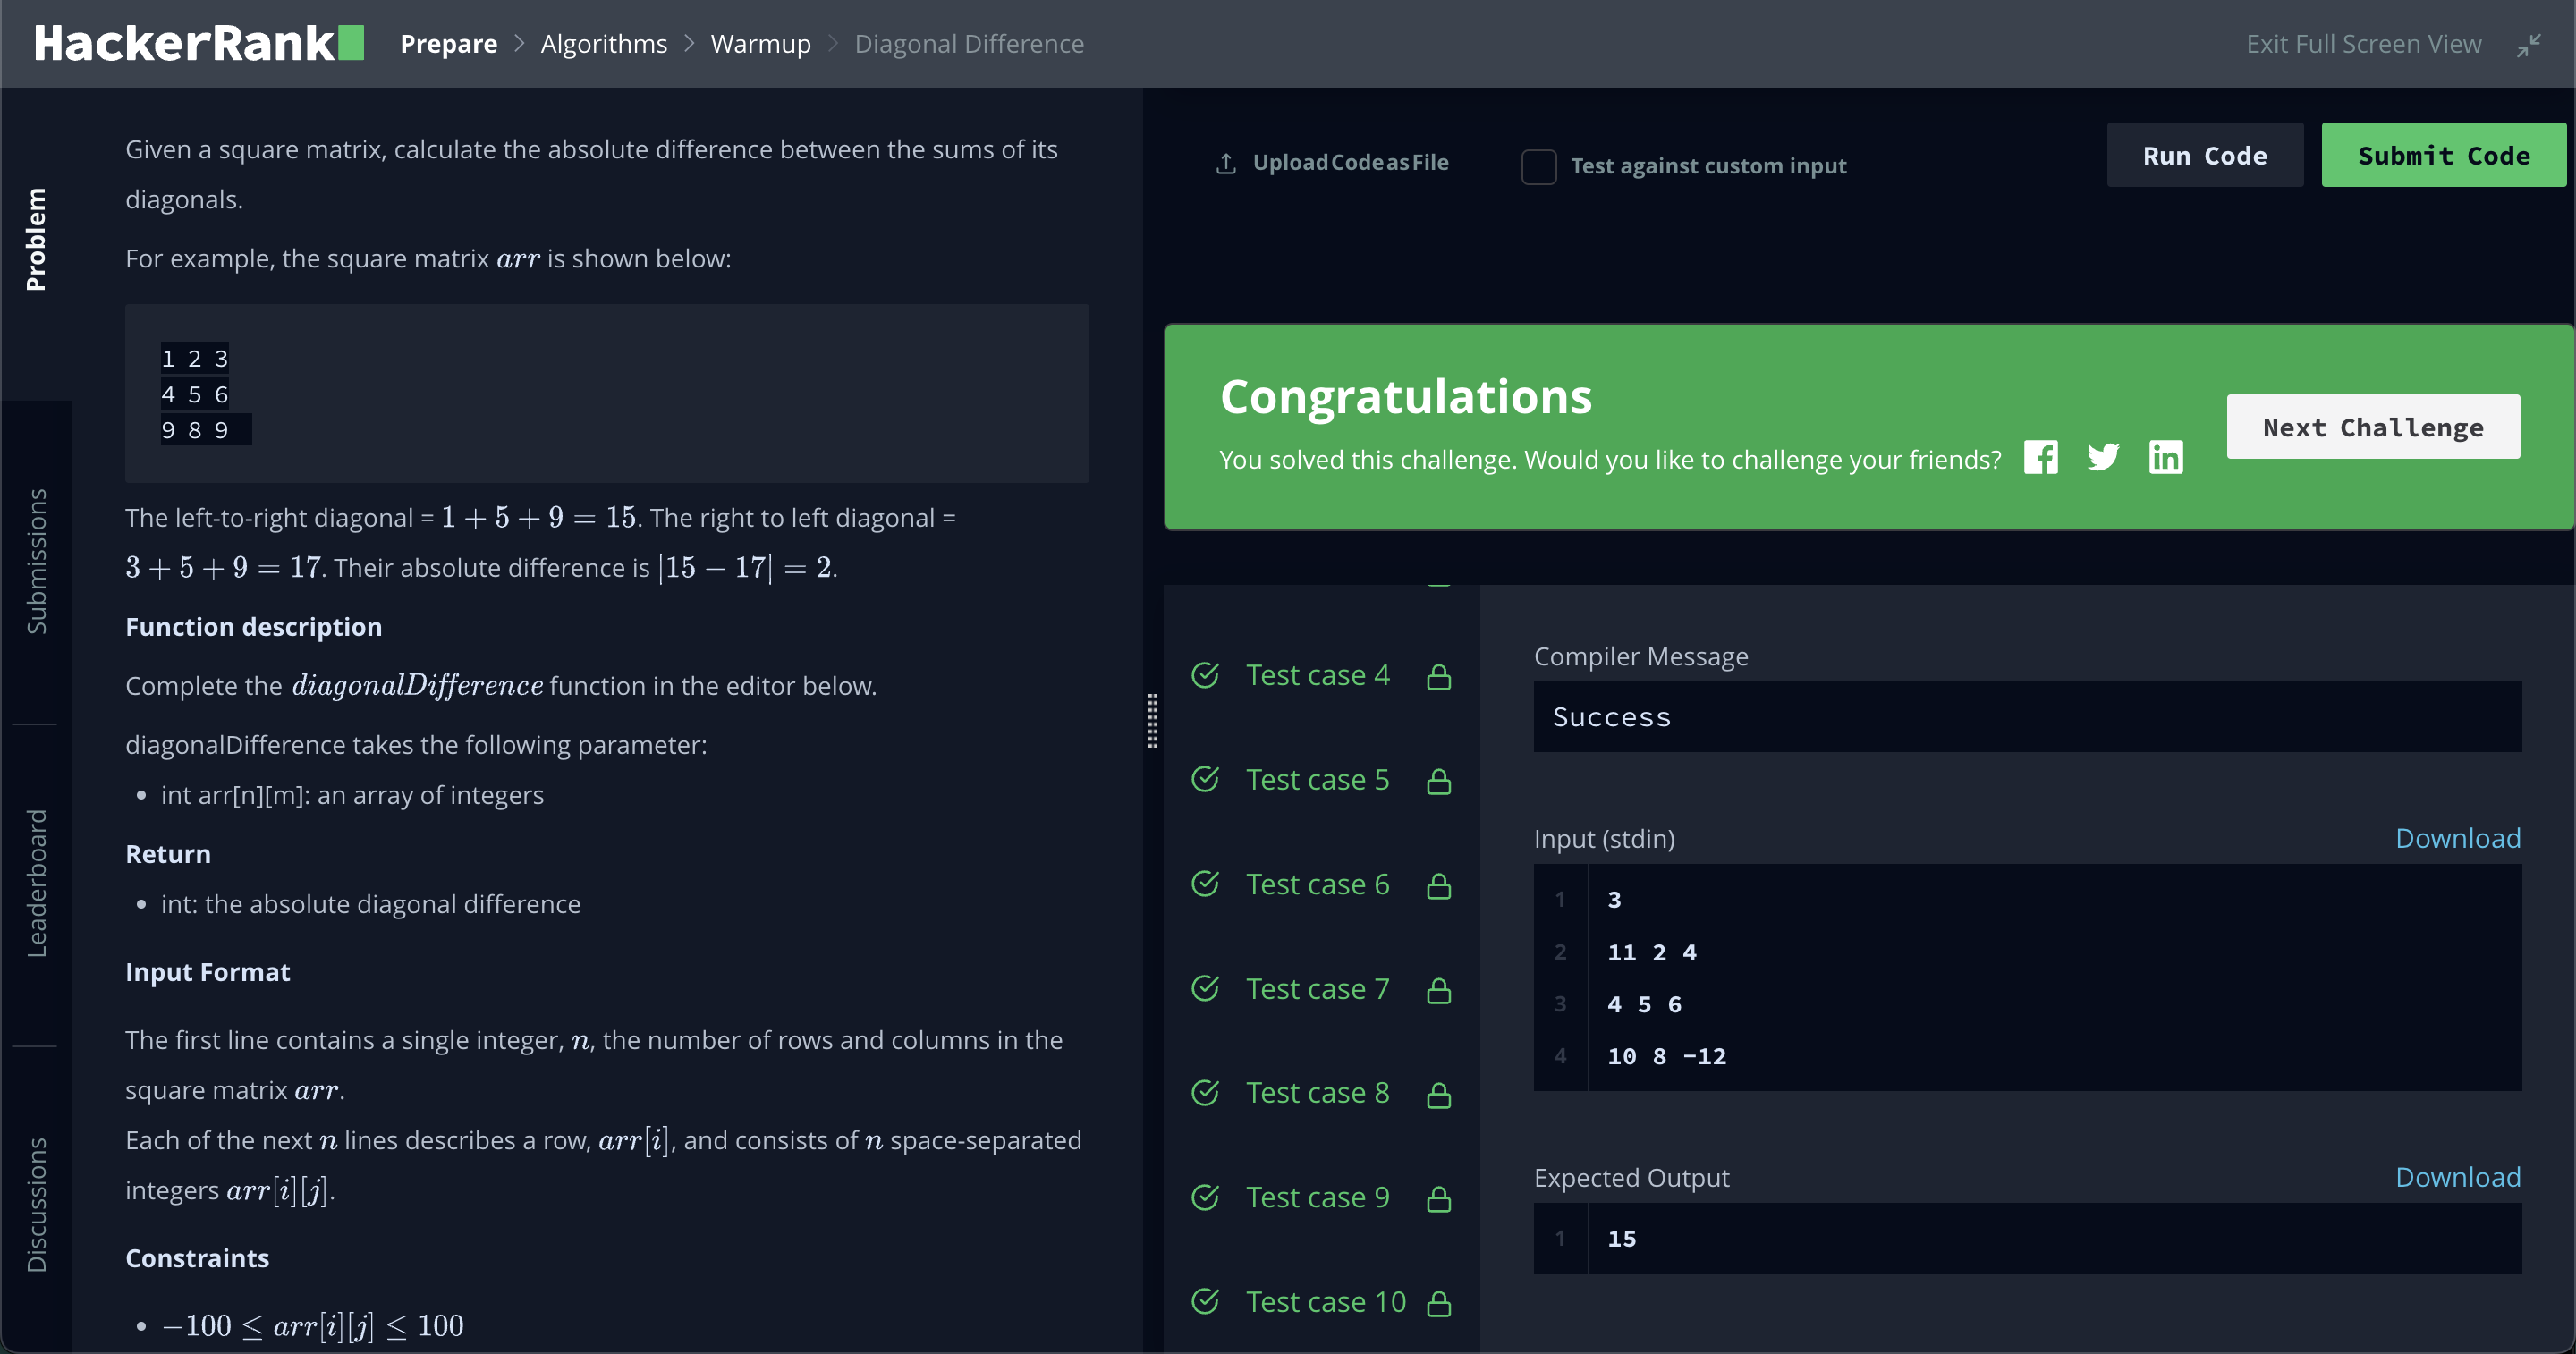 HackerRank Prepare > Algorithms > Warmup > Diagonal Difference
Exit Full Screen View
Problem
Submissions
Leaderboard
Discussions
Given a square matrix, calculate the absolute difference between the sums of its
diagonals.
For example, the square matrix arr is shown below:
1 2 3
4 5 6
9 8 9
The left-to-right diagonal = 1 + 5 + 9 = 15. The right to left diagonal =
3 + 5 + 9 = 17. Their absolute difference is |15 − 17| = 2.
Function description
Complete the diagonalDifference function in the editor below.
diagonalDifference takes the following parameter:
• int arr[n][m]: an array of integers
Return
• int: the absolute diagonal difference
Input Format
The first line contains a single integer, n, the number of rows and columns in the
square matrix arr.
Each of the next n lines describes a row, arr[i], and consists of n space-separated
integers arr[i][j].
Constraints
• −100 ≤ arr[i][j] ≤ 100
Upload Code as File
Test against custom input
Run Code
Submit Code
Congratulations
You solved this challenge. Would you like to challenge your friends?
Next Challenge
Test case 4
Test case 5
Test case 6
Test case 7
Test case 8
Test case 9
Test case 10
Compiler Message
Success
Input (stdin)
Download
1 3
2 11 2 4
3 4 5 6
4 10 8 -12
Expected Output
Download
1 15